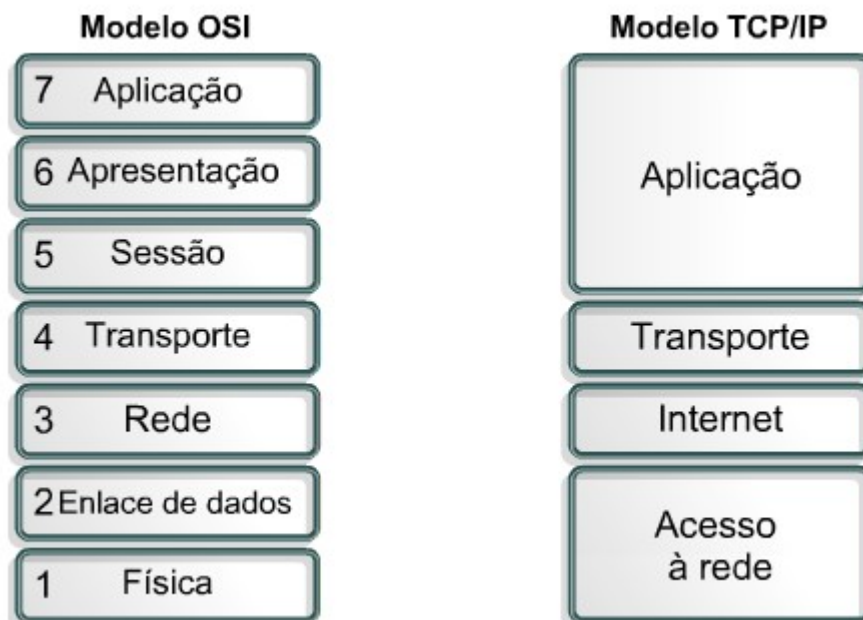 Modelo OSI
7 Aplicação
6 Apresentação
5 Sessão
4 Transporte
3 Rede
2 Enlace de dados
1 Física
Modelo TCP/IP
Aplicação
Transporte
Internet
Acesso
à rede